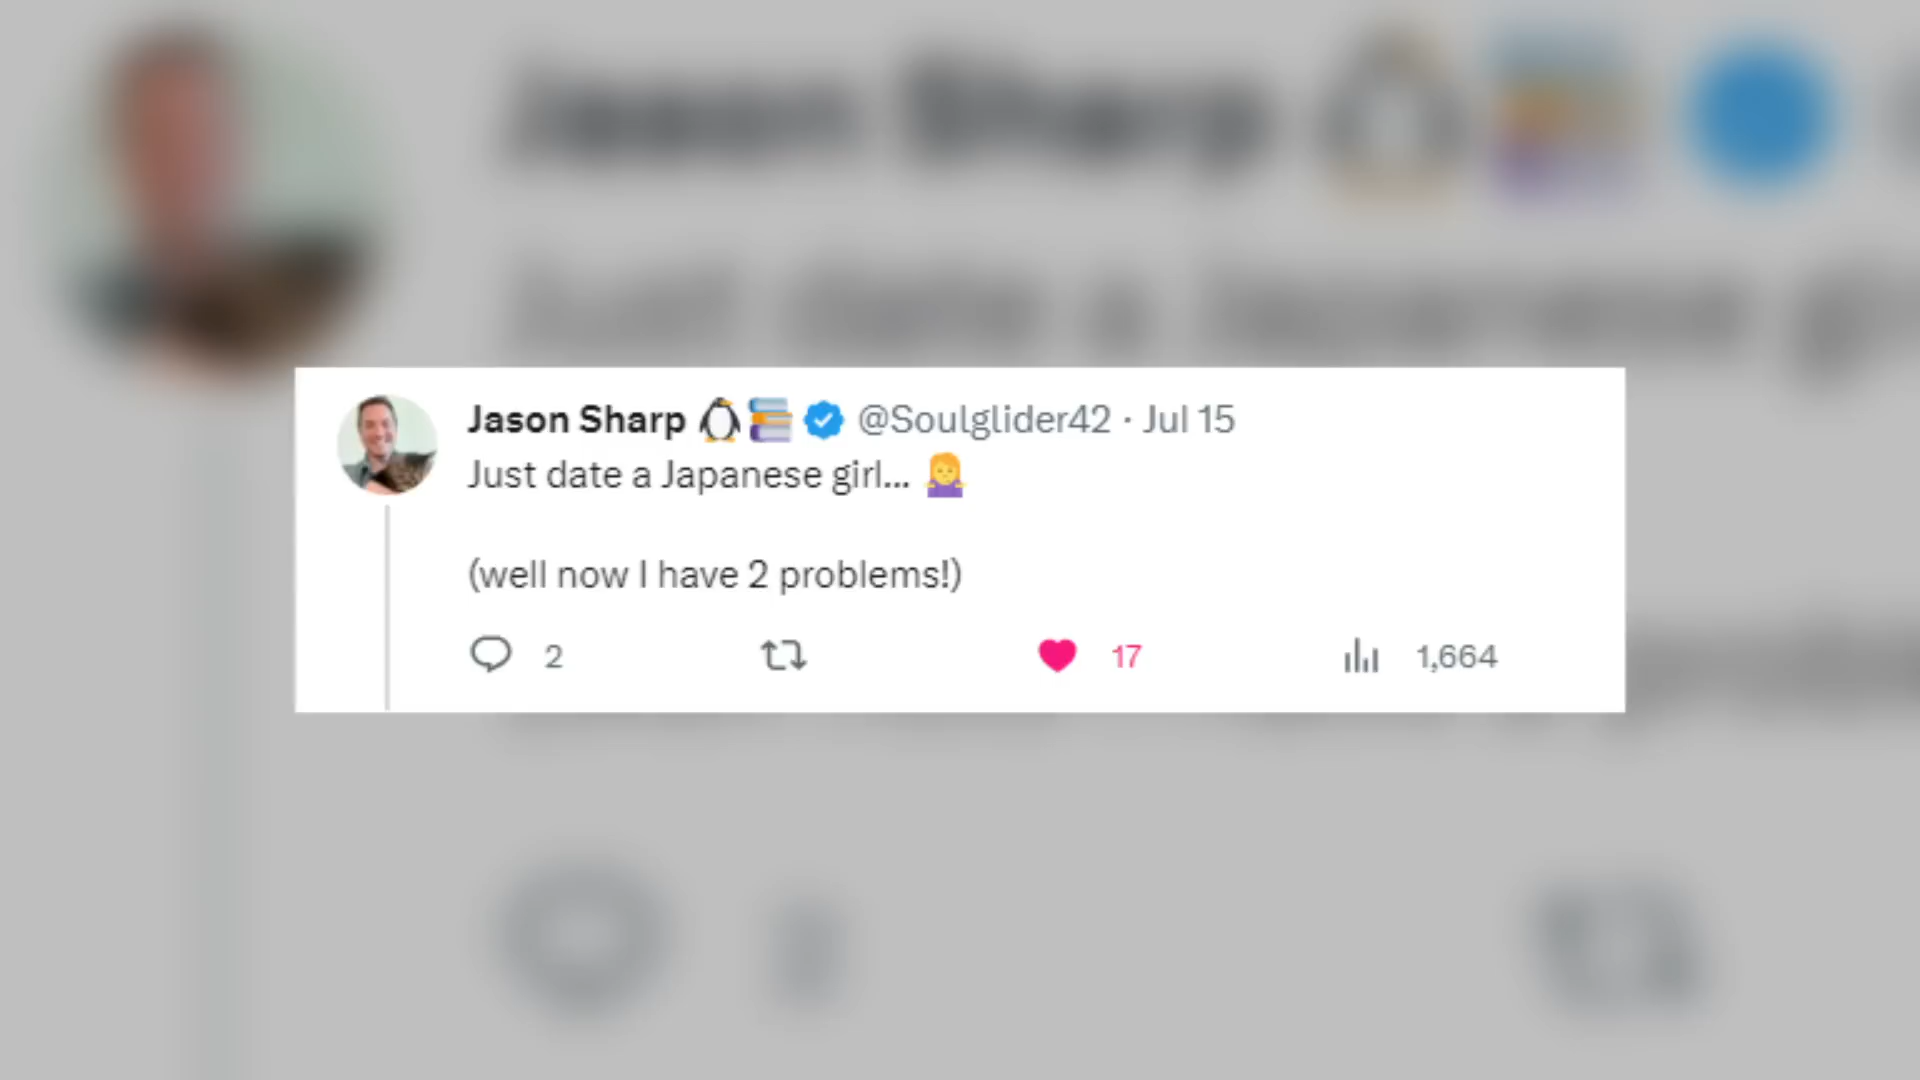 Jason Sharp 🐧📚 @Soulglider42 · Jul 15
Just date a Japanese girl... 🤷‍♀️
(well now I have 2 problems!)
2 17 1,664